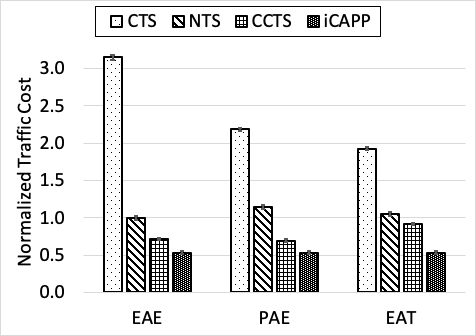 CTS NTS CCTS iCAPP
Normalized Traffic Cost
3.0
2.5
2.0
1.5
1.0
0.5
0.0
EAE PAE EAT